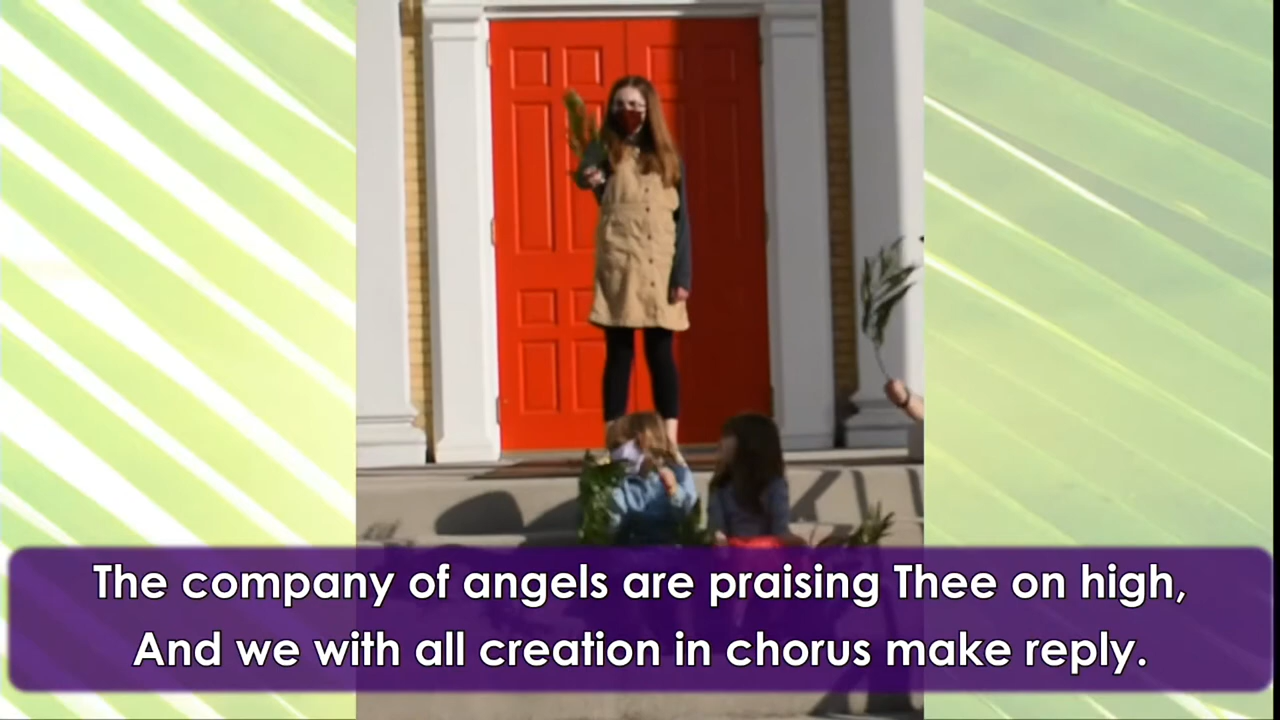 The company of angels are praising Thee on high,
And we with all creation in chorus make reply.